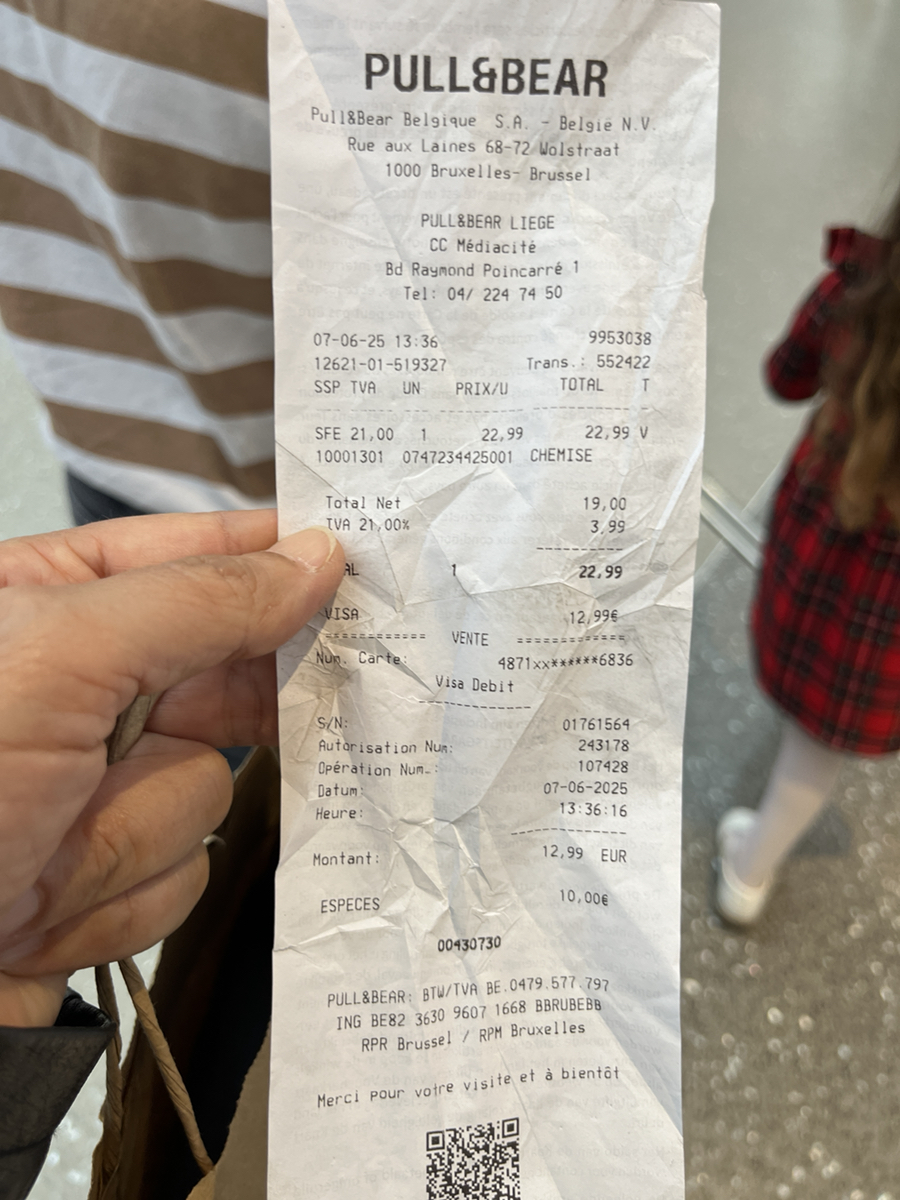 PULL&BEAR
Pull&Bear Belgique S.A. - Belgie N.V.
Rue aux Laines 68-72 Wolstraat
1000 Bruxelles- Brussel
PULL&BEAR LIEGE
CC Médiacité
Bd Raymond Poincarré 1
Tel: 04/ 224 74 50
07-06-25 13:36 9953038
12621-01-519327 Trans.: 552422
SSP TVA UN PRIX/U TOTAL T
SFE 21,00 1 22,99 22,99 V
10001301 0747234425001 CHEMISE
Total Net 19,00
TVA 21,00% 3,99
AL 1 22,99
VISA 12,99€
=========== VENTE ============
Num. Carte: 4871xx******6836
Visa Debit
S/N: 01761564
Autorisation Num: 243178
Opération Num.: 107428
Datum: 07-06-2025
Heure: 13:36:16
Montant: 12,99 EUR
ESPECES 10,00€
00430730
PULL&BEAR: BTW/TVA BE.0479.577.797
ING BE82 3630 9607 1668 BBRUBEBB
RPR Brussel / RPM Bruxelles
Merci pour votre visite et à bientôt